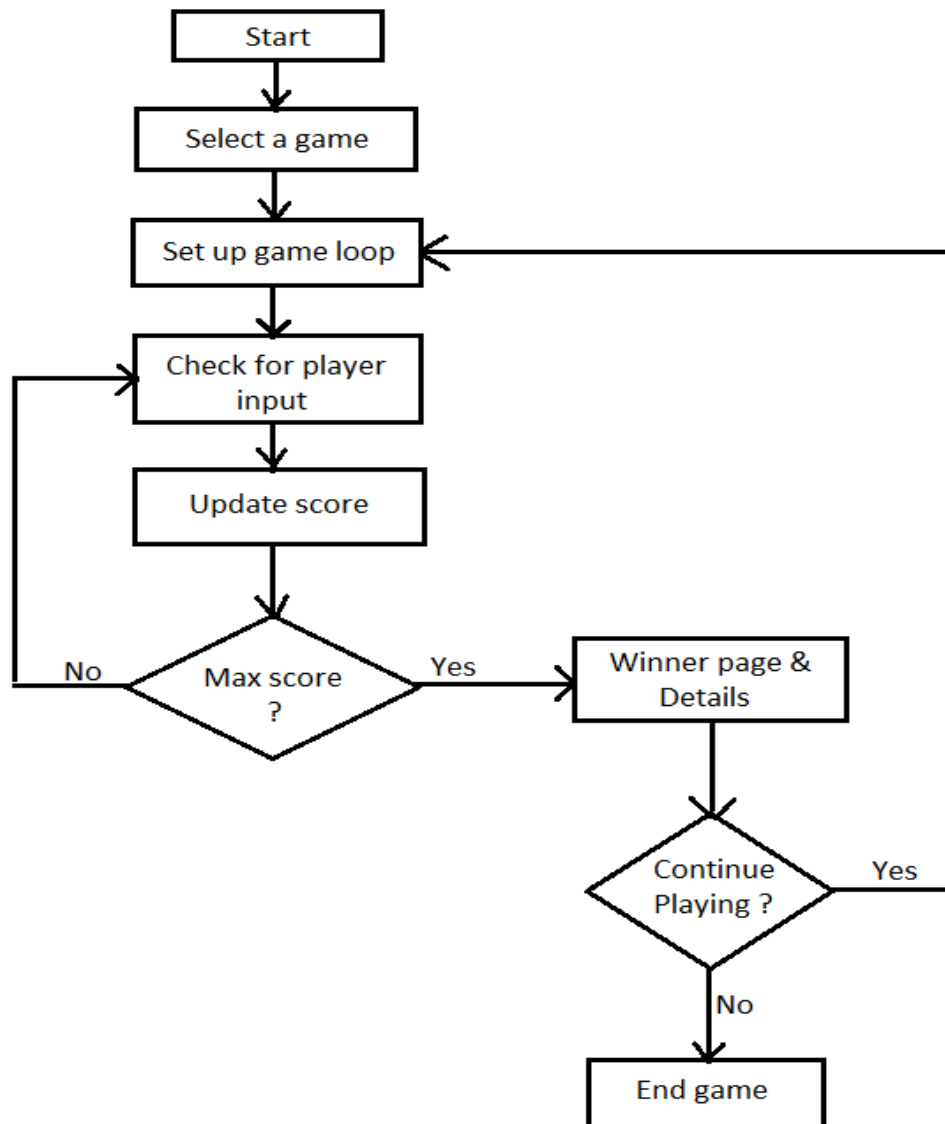 Start
Select a game
Set up game loop
Check for player
input
Update score
No
Max score
?
Yes
Winner page &
Details
Continue
Playing ?
Yes
No
End game